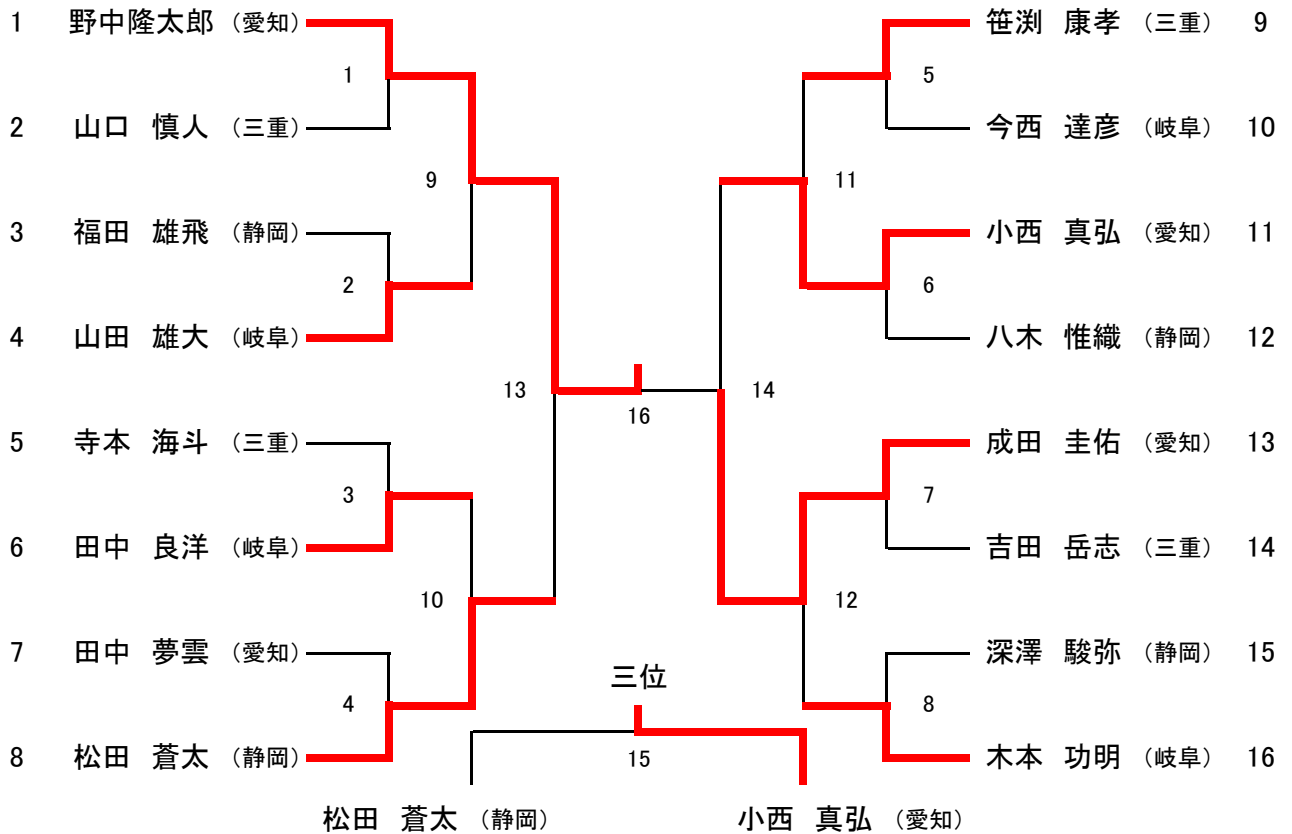 1 野中隆太郎 (愛知) 笹渕 康孝 (三重) 9
1 5
2 山口 慎人 (三重) 今西 達彦 (岐阜) 10
9 11
3 福田 雄飛 (静岡) 小西 真弘 (愛知) 11
2 6
4 山田 雄大 (岐阜) 八木 惟織 (静岡) 12
13 14
16
5 寺本 海斗 (三重) 成田 圭佑 (愛知) 13
3 7
6 田中 良洋 (岐阜) 吉田 岳志 (三重) 14
10 12
7 田中 夢雲 (愛知) 深澤 駿弥 (静岡) 15
三位
4 8
8 松田 蒼太 (静岡) 15 木本 功明 (岐阜) 16
松田 蒼太 (静岡) 小西 真弘 (愛知)